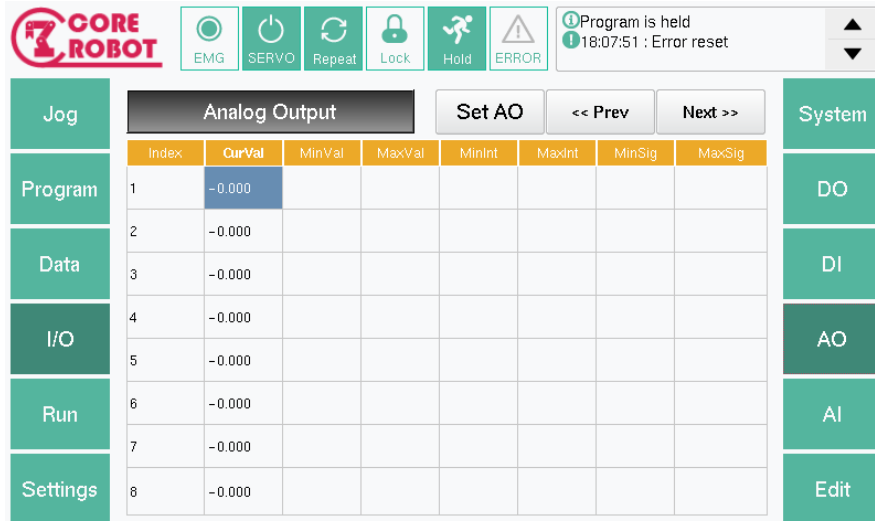 CORE
ROBOT
EMG
SERVO
Repeat
Lock
Hold
ERROR
Program is held
18:07:51 : Error reset
Jog
Program
Data
I/O
Run
Settings
Analog Output
Set AO
<< Prev
Next >>
Index CurVal MinVal MaxVal MinInt MaxInt MinSig MaxSig
1 -0.000
2 -0.000
3 -0.000
4 -0.000
5 -0.000
6 -0.000
7 -0.000
8 -0.000
System
DO
DI
AO
AI
Edit